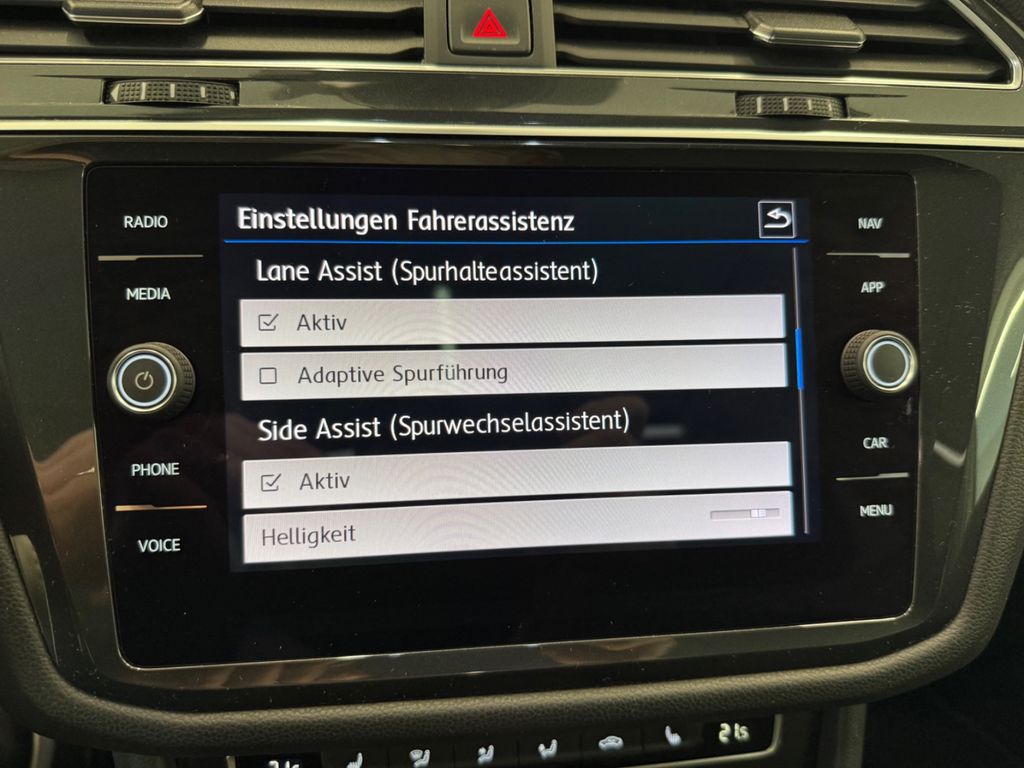 RADIO
MEDIA
PHONE
VOICE
Einstellungen Fahrerassistenz
Lane Assist (Spurhalteassistent)
Aktiv
Adaptive Spurführung
Side Assist (Spurwechselassistent)
Aktiv
Helligkeit
NAV
APP
CAR
MENU